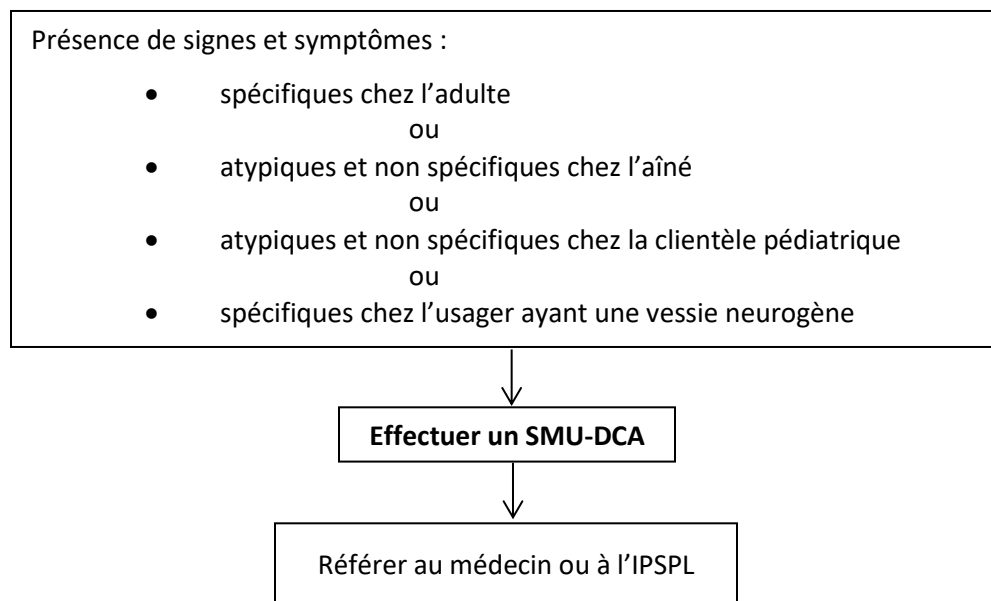 Présence de signes et symptômes :
• spécifiques chez l’adulte
ou
• atypiques et non spécifiques chez l’aîné
ou
• atypiques et non spécifiques chez la clientèle pédiatrique
ou
• spécifiques chez l’usager ayant une vessie neurogène
Effectuer un SMU-DCA
Référer au médecin ou à l’IPSPL